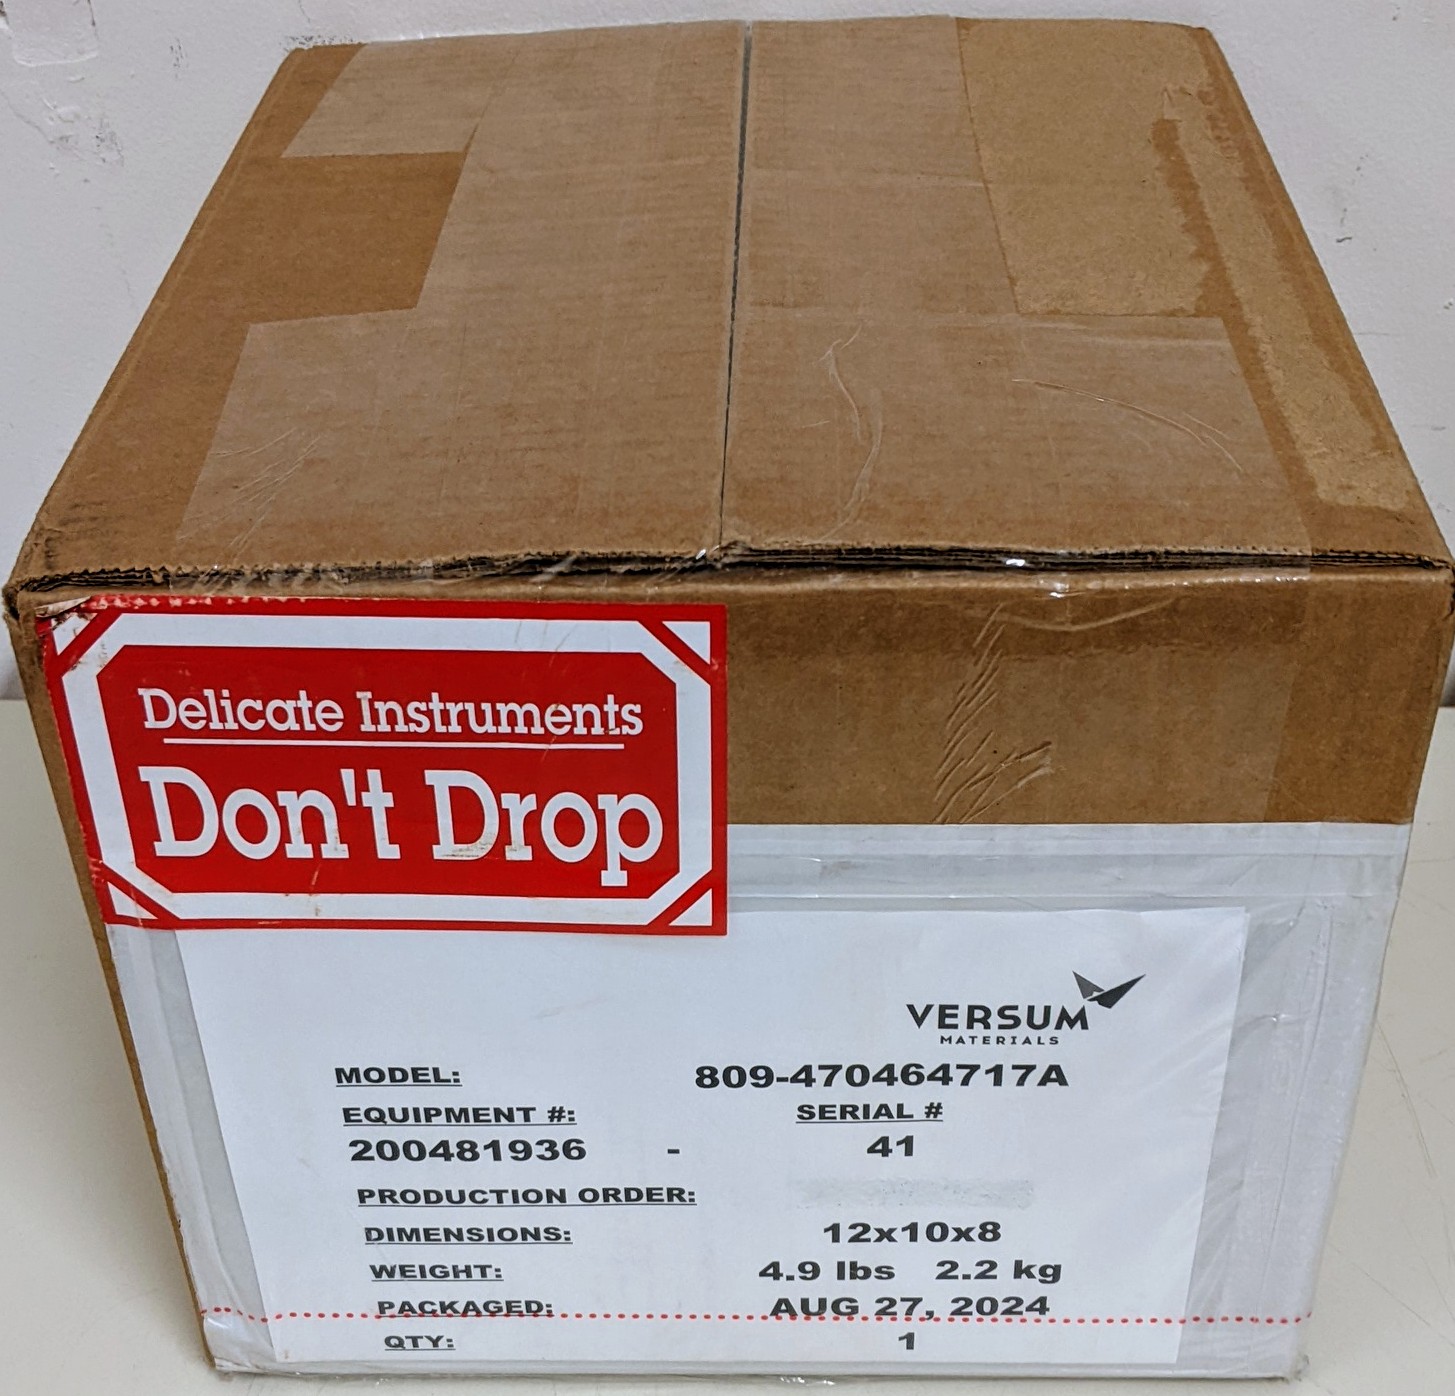 Delicate Instruments
Don't Drop
VERSUM
MATERIALS
MODEL: 809-470464717A
EQUIPMENT #: SERIAL #
200481936 - 41
PRODUCTION ORDER:
DIMENSIONS: 12x10x8
WEIGHT: 4.9 lbs 2.2 kg
PACKAGED: AUG 27, 2024
QTY: 1